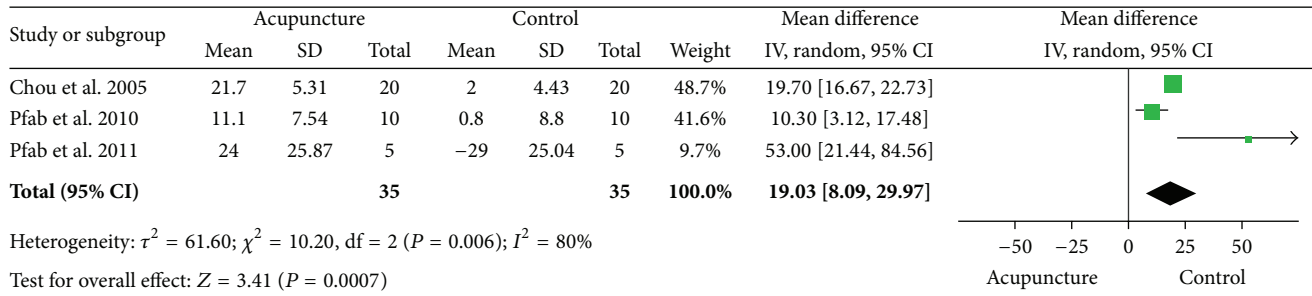 Study or subgroup Acupuncture Control Mean difference Mean difference
Mean SD Total Mean SD Total Weight IV, random, 95% CI IV, random, 95% CI
Chou et al. 2005 21.7 5.31 20 2 4.43 20 48.7% 19.70 [16.67, 22.73]
Pfab et al. 2010 11.1 7.54 10 0.8 8.8 10 41.6% 10.30 [3.12, 17.48]
Pfab et al. 2011 24 25.87 5 −29 25.04 5 9.7% 53.00 [21.44, 84.56]
Total (95% CI) 35 35 100.0% 19.03 [8.09, 29.97]
Heterogeneity: τ² = 61.60; χ² = 10.20, df = 2 (P = 0.006); I² = 80%
Test for overall effect: Z = 3.41 (P = 0.0007)
−50 −25 0 25 50
Acupuncture Control